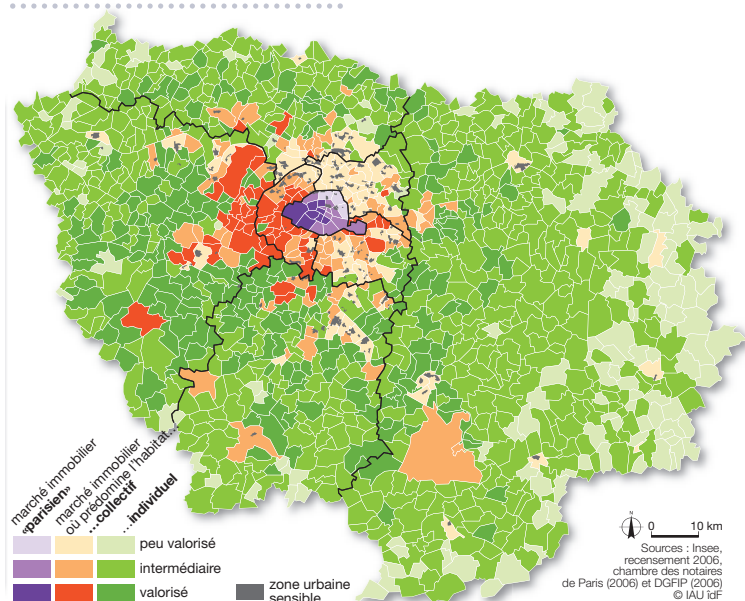 marché immobilier
«parisien»
marché immobilier
où prédomine l'habitat...
...collectif
...individuel
peu valorisé
intermédiaire
valorisé
zone urbaine
sensible
N
0 10 km
Sources : Insee,
recensement 2006,
chambre des notaires
de Paris (2006) et DGFIP (2006)
© IAU îdF